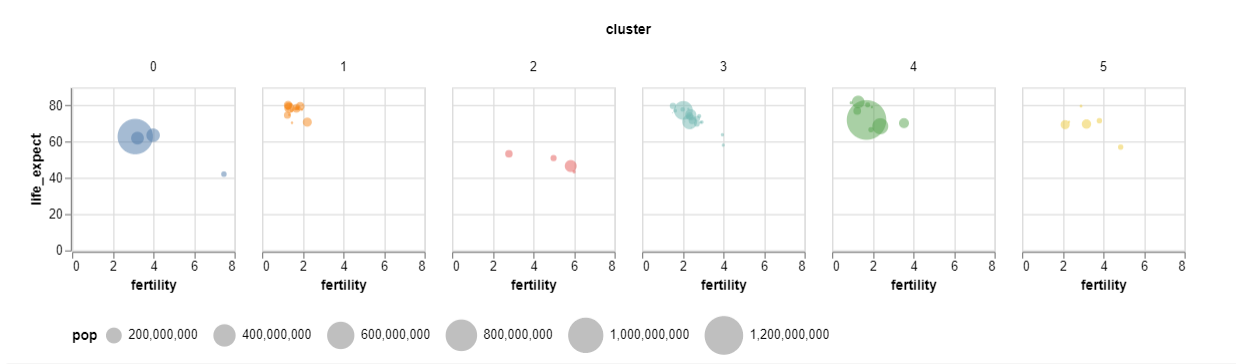 cluster
0 1 2 3 4 5
life_expect
80
60
40
20
0
0 2 4 6 8 0 2 4 6 8 0 2 4 6 8 0 2 4 6 8 0 2 4 6 8 0 2 4 6 8
fertility fertility fertility fertility fertility fertility
pop 200,000,000 400,000,000 600,000,000 800,000,000 1,000,000,000 1,200,000,000